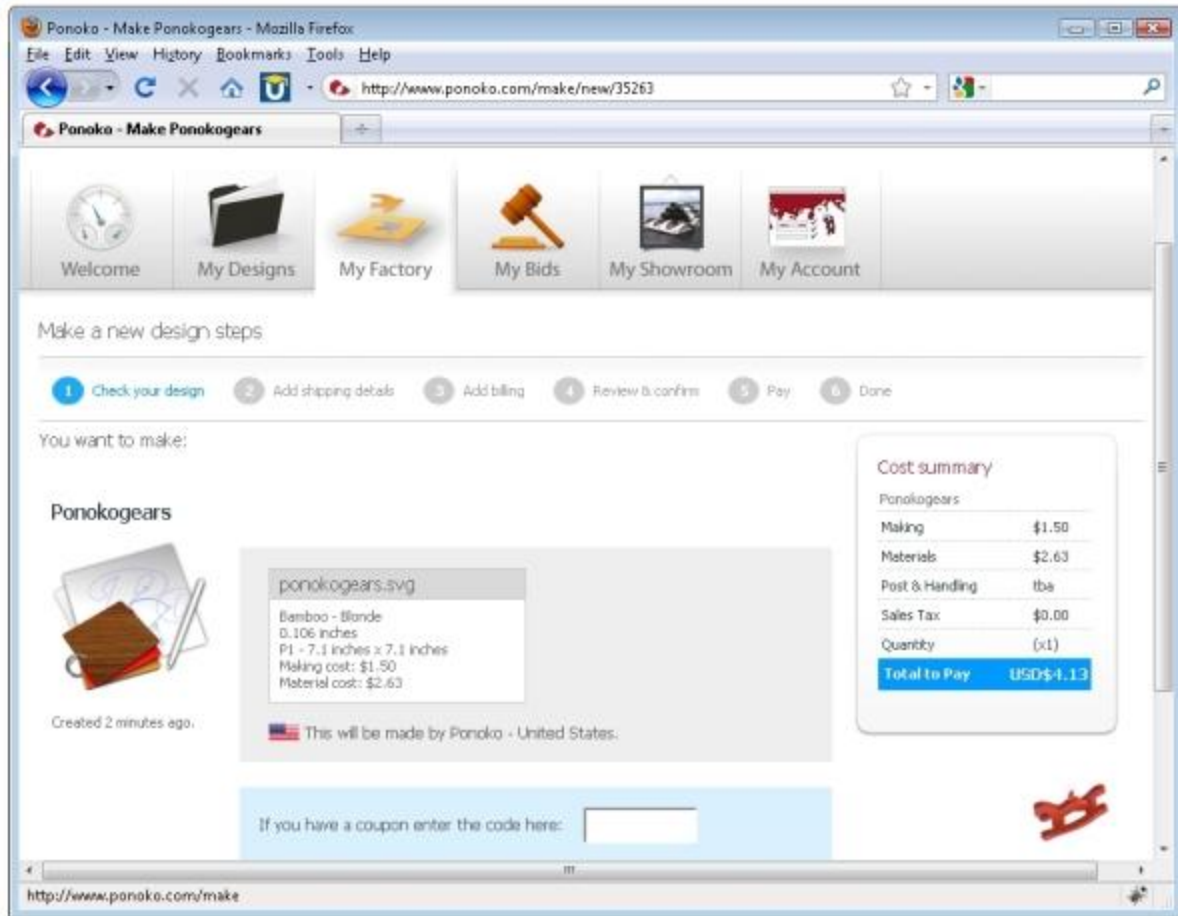 Ponoko - Make Ponokogears - Mozilla Firefox
File Edit View History Bookmarks Tools Help
http://www.ponoko.com/make/new/35263
Ponoko - Make Ponokogears
Welcome My Designs My Factory My Bids My Showroom My Account
Make a new design steps
1 Check your design 2 Add shipping details 3 Add billing 4 Review & confirm 5 Pay 6 Done
You want to make:
Ponokogears
Created 2 minutes ago.
ponokogears.svg
Bamboo - Blonde
0.106 inches
P1 - 7.1 inches x 7.1 inches
Making cost: $1.50
Material cost: $2.63
This will be made by Ponoko - United States.
If you have a coupon enter the code here:
Cost summary
Ponokogears
Making $1.50
Materials $2.63
Post & Handling tba
Sales Tax $0.00
Quantity (x1)
Total to Pay USD$4.13
http://www.ponoko.com/make